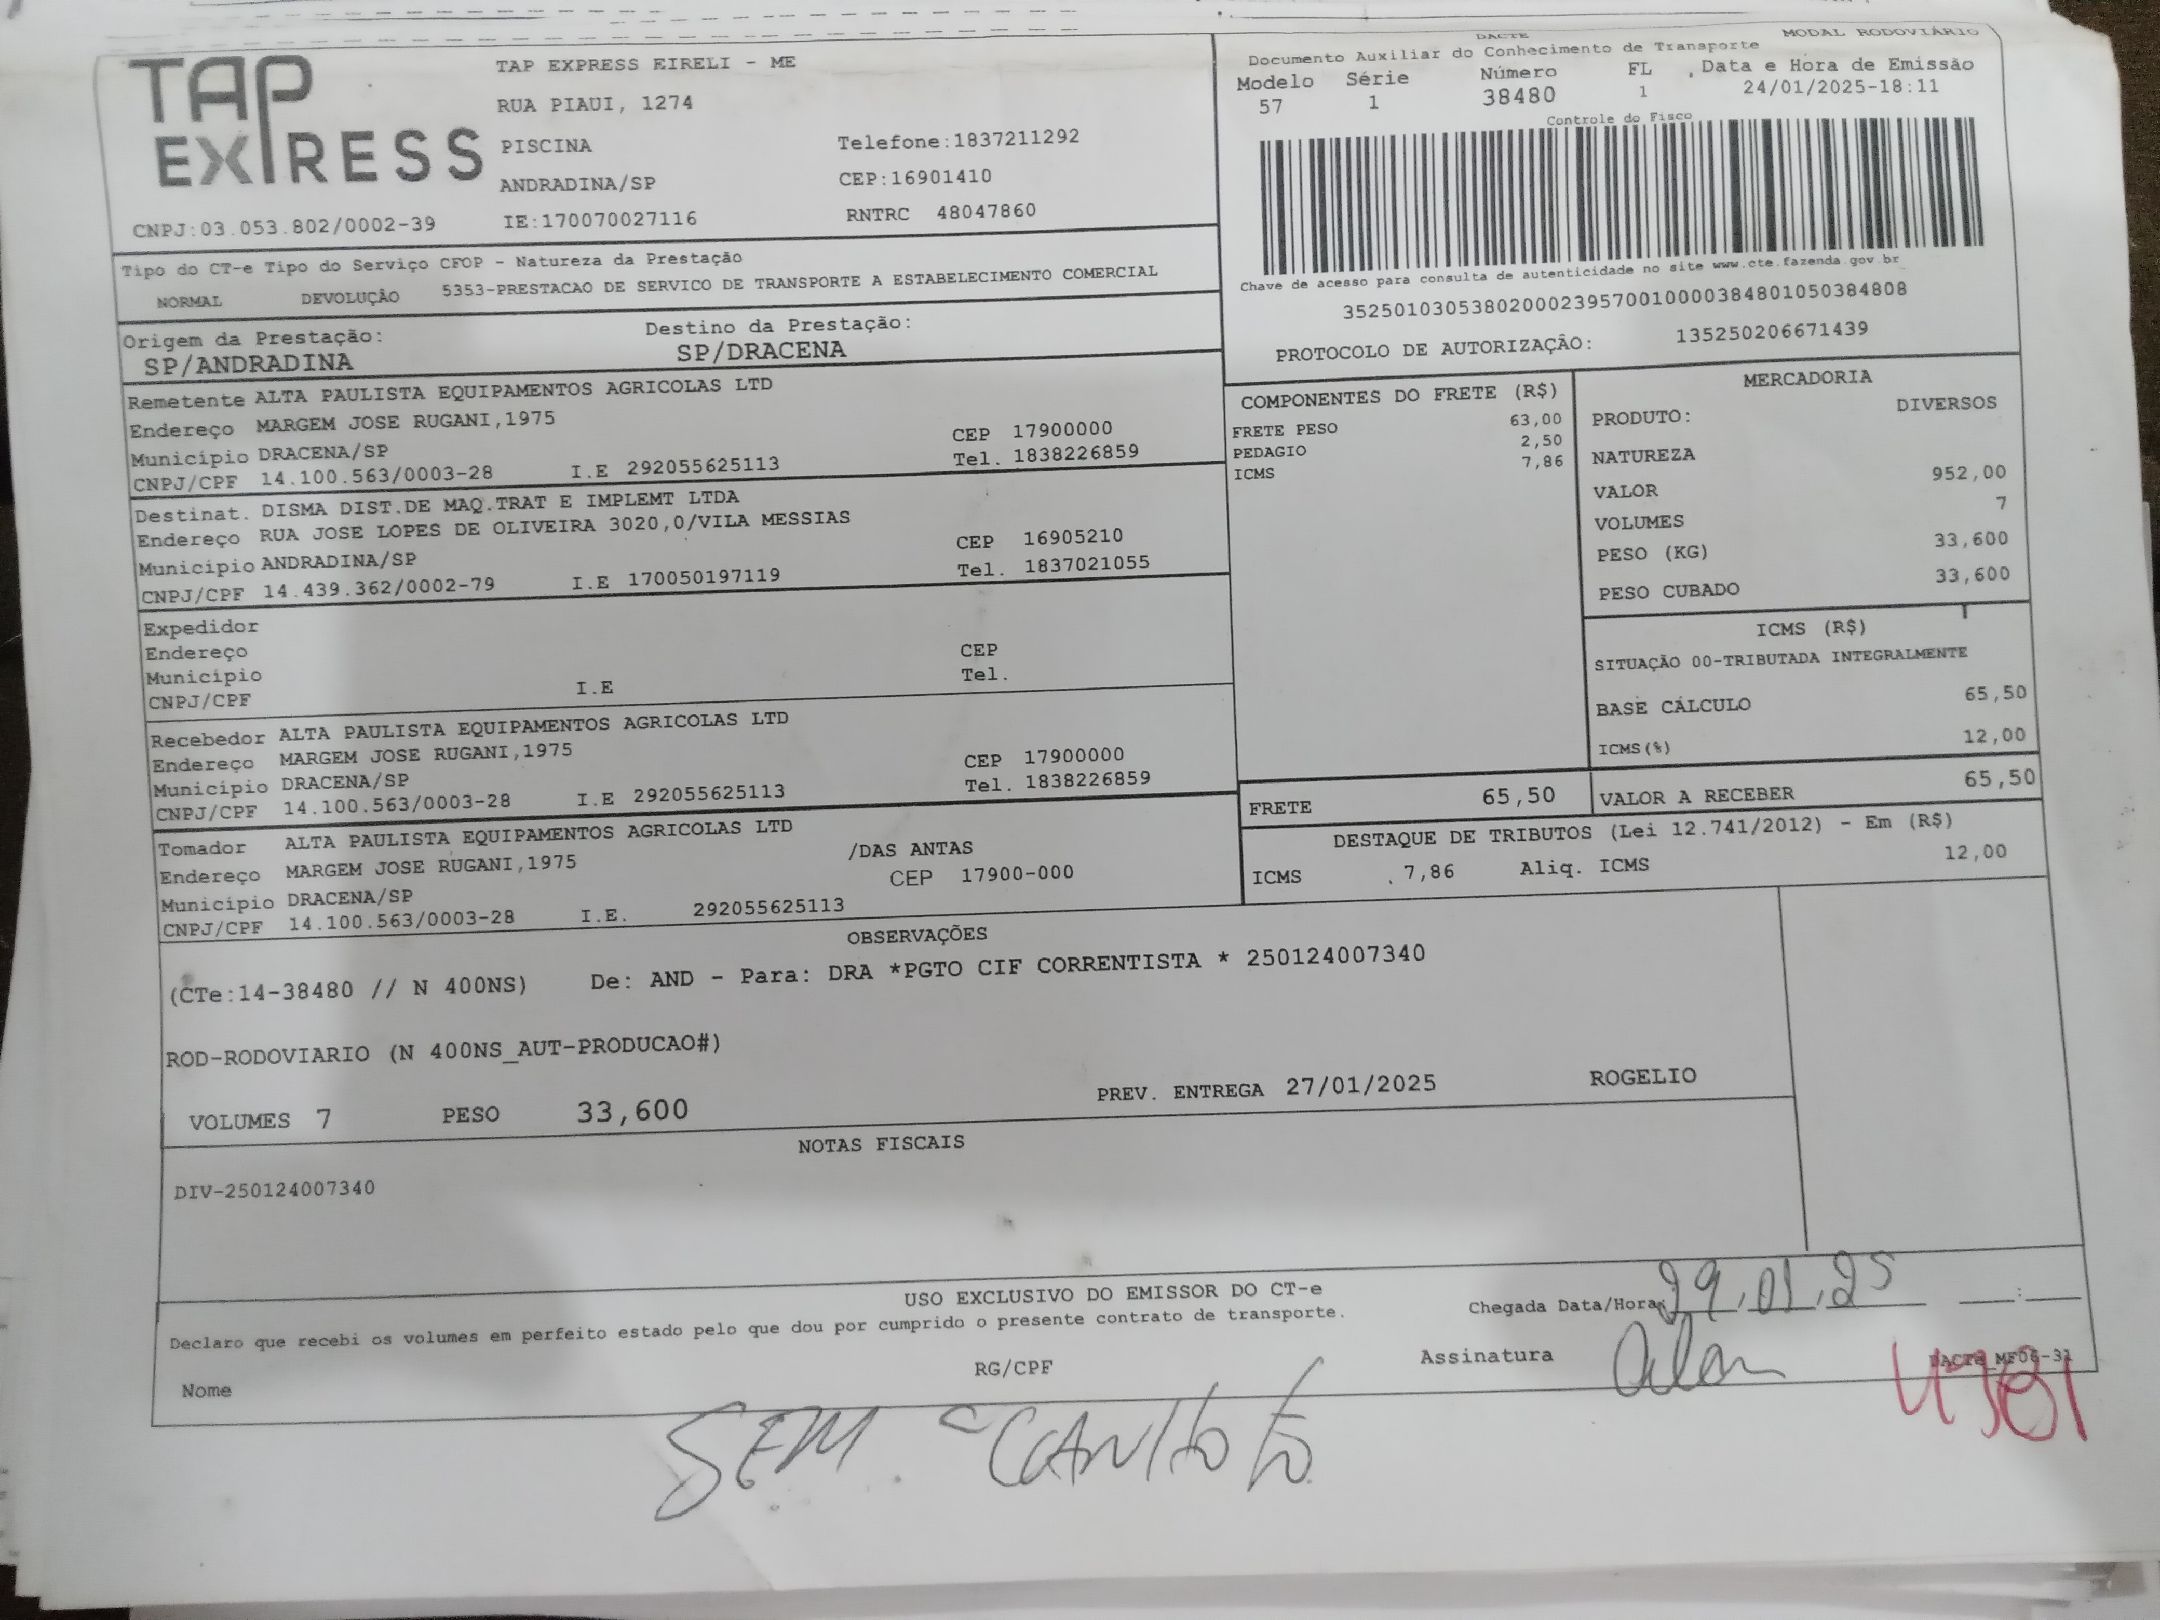 TAP EXPRESS
TAP EXPRESS EIRELI - ME
RUA PIAUI, 1274
PISCINA Telefone:1837211292
ANDRADINA/SP CEP:16901410
CNPJ:03.053.802/0002-39 IE:170070027116 RNTRC 48047860
DACTE MODAL RODOVIÁRIO
Documento Auxiliar do Conhecimento de Transporte
Modelo Série Número FL Data e Hora de Emissão
57 1 38480 1 24/01/2025-18:11
Controle do Fisco
Chave de acesso para consulta de autenticidade no site www.cte.fazenda.gov.br
35250103053802000239570010000384801050384808
PROTOCOLO DE AUTORIZAÇÃO: 135250206671439
Tipo do CT-e Tipo do Serviço CFOP - Natureza da Prestação
NORMAL DEVOLUÇÃO 5353-PRESTACAO DE SERVICO DE TRANSPORTE A ESTABELECIMENTO COMERCIAL
Origem da Prestação: Destino da Prestação:
SP/ANDRADINA SP/DRACENA
Remetente ALTA PAULISTA EQUIPAMENTOS AGRICOLAS LTD
Endereço MARGEM JOSE RUGANI,1975
Município DRACENA/SP CEP 17900000
CNPJ/CPF 14.100.563/0003-28 I.E 292055625113 Tel. 1838226859
Destinat. DISMA DIST.DE MAQ.TRAT E IMPLEMT LTDA
Endereço RUA JOSE LOPES DE OLIVEIRA 3020,0/VILA MESSIAS
Municipio ANDRADINA/SP CEP 16905210
CNPJ/CPF 14.439.362/0002-79 I.E 170050197119 Tel. 1837021055
Expedidor
Endereço CEP
Município Tel.
CNPJ/CPF I.E
Recebedor ALTA PAULISTA EQUIPAMENTOS AGRICOLAS LTD
Endereço MARGEM JOSE RUGANI,1975
Município DRACENA/SP CEP 17900000
CNPJ/CPF 14.100.563/0003-28 I.E 292055625113 Tel. 1838226859
Tomador ALTA PAULISTA EQUIPAMENTOS AGRICOLAS LTD
Endereço MARGEM JOSE RUGANI,1975 /DAS ANTAS
Município DRACENA/SP CEP 17900-000
CNPJ/CPF 14.100.563/0003-28 I.E. 292055625113
COMPONENTES DO FRETE (R$)
FRETE PESO 63,00
PEDAGIO 2,50
ICMS 7,86
MERCADORIA
PRODUTO: DIVERSOS
NATUREZA
VALOR 952,00
VOLUMES 7
PESO (KG) 33,600
PESO CUBADO 33,600
ICMS (R$)
SITUAÇÃO 00-TRIBUTADA INTEGRALMENTE
BASE CÁLCULO 65,50
ICMS(%) 12,00
FRETE 65,50 VALOR A RECEBER 65,50
DESTAQUE DE TRIBUTOS (Lei 12.741/2012) - Em (R$)
ICMS 7,86 Aliq. ICMS 12,00
OBSERVAÇÕES
(CTe:14-38480 // N 400NS) De: AND - Para: DRA *PGTO CIF CORRENTISTA * 250124007340
ROD-RODOVIARIO (N 400NS_AUT-PRODUCAO#)
VOLUMES 7 PESO 33,600 PREV. ENTREGA 27/01/2025 ROGELIO
NOTAS FISCAIS
DIV-250124007340
USO EXCLUSIVO DO EMISSOR DO CT-e
Declaro que recebi os volumes em perfeito estado pelo que dou por cumprido o presente contrato de transporte.
Chegada Data/Hora: 29.01.25 :
Nome RG/CPF Assinatura Alan
DACTE_MF06-31
SEM CANHOTO